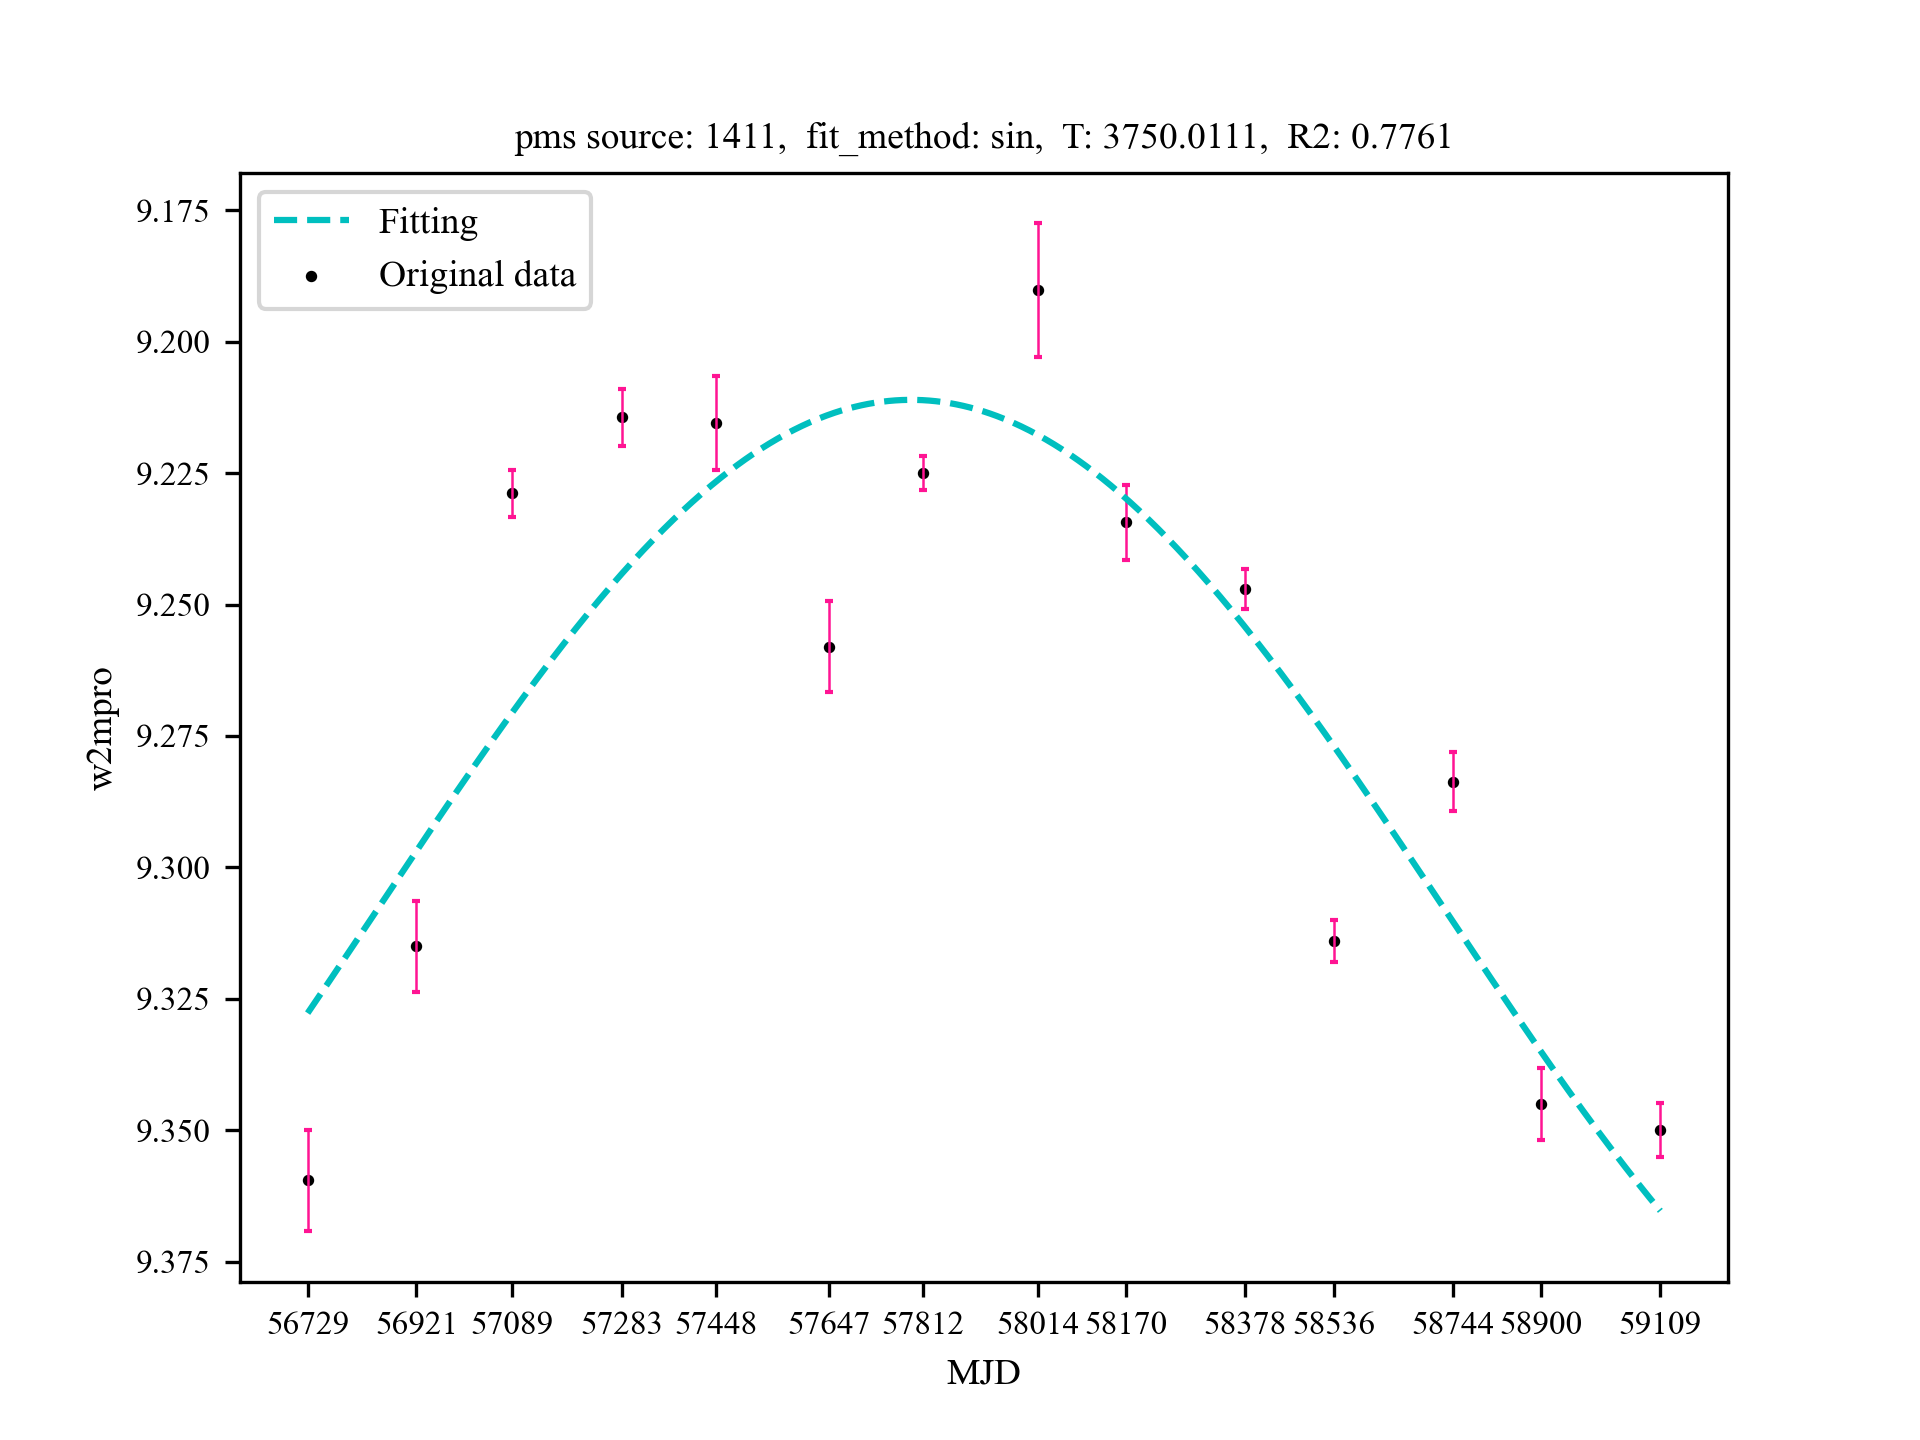 pms source: 1411, fit_method: sin, T: 3750.0111, R2: 0.7761
Fitting
Original data
9.175
9.200
9.225
9.250
9.275
9.300
9.325
9.350
9.375
w2mpro
56729 56921 57089 57283 57448 57647 57812 58014 58170 58378 58536 58744 58900 59109
MJD